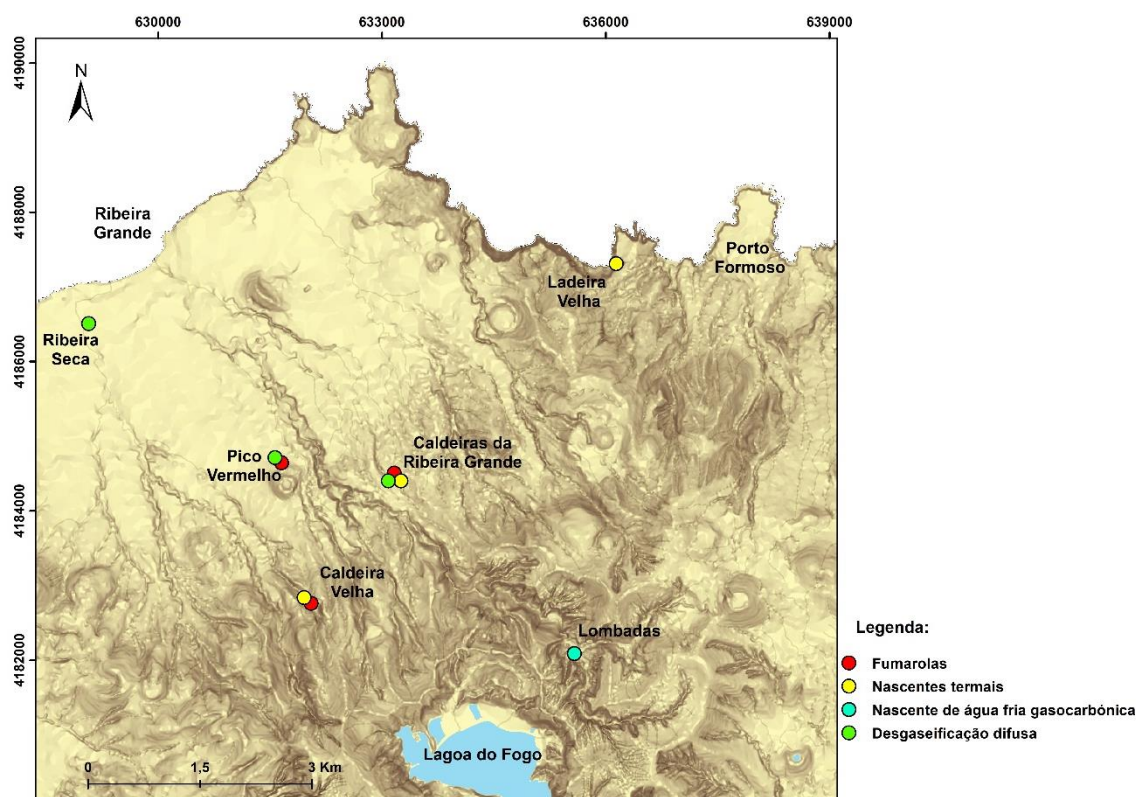 630000
633000
636000
639000
4190000
N
4188000
Ribeira
Grande
Porto
Formoso
Ladeira
Velha
4186000
Ribeira
Seca
Caldeiras da
Ribeira Grande
Pico
Vermelho
4184000
Caldeira
Velha
Lombadas
4182000
Lagoa do Fogo
0
1,5
3 Km
Legenda:
Fumarolas
Nascentes termais
Nascente de água fria gasocarbónica
Desgaseificação difusa